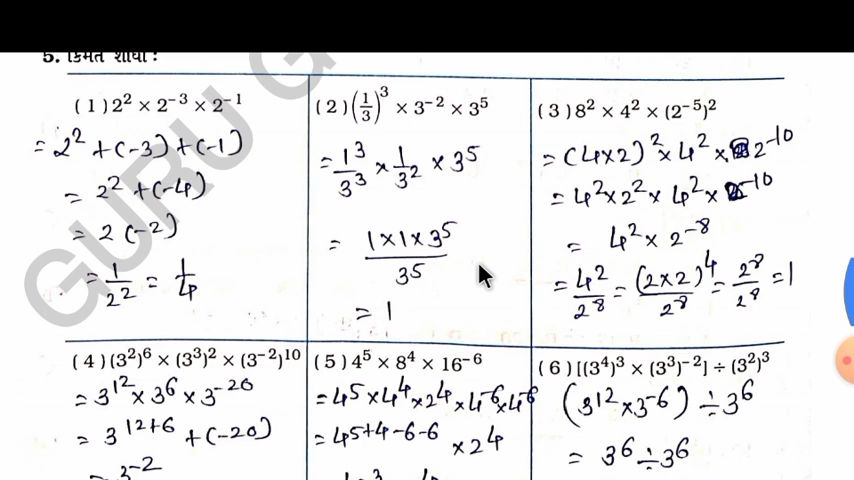 5. કિંમત શોધો :
(1) 2² × 2⁻³ × 2⁻¹
= 2² + (-3) + (-1)
= 2² + (-4)
= 2 (-2)
= 1/2² = 1/4
(2) (1/3)³ × 3⁻² × 3⁵
= 1³/3³ × 1/3² × 3⁵
= 1×1×3⁵/3⁵
= 1
(3) 8² × 4² × (2⁻⁵)²
= (4×2)² × 4² × 2⁻¹⁰
= 4² × 2² × 4² × 2⁻¹⁰
= 4² × 2⁻⁸
= 4²/2⁸ = (2×2)⁴/2⁸ = 2⁸/2⁸ = 1
(4) (3²)⁶ × (3³)² × (3⁻²)¹⁰
= 3¹² × 3⁶ × 3⁻²⁰
= 3¹²⁺⁶ + (-20)
= 3⁻²
(5) 4⁵ × 8⁴ × 16⁻⁶
= 4⁵ × 4⁴ × 2⁴ × 4⁻⁶ × 4⁻⁶
= 4⁵⁺⁴⁻⁶⁻⁶ × 2⁴
(6) [(3⁴)³ × (3³)⁻²] ÷ (3²)³
(3¹² × 3⁻⁶) ÷ 3⁶
= 3⁶ ÷ 3⁶
GURU G